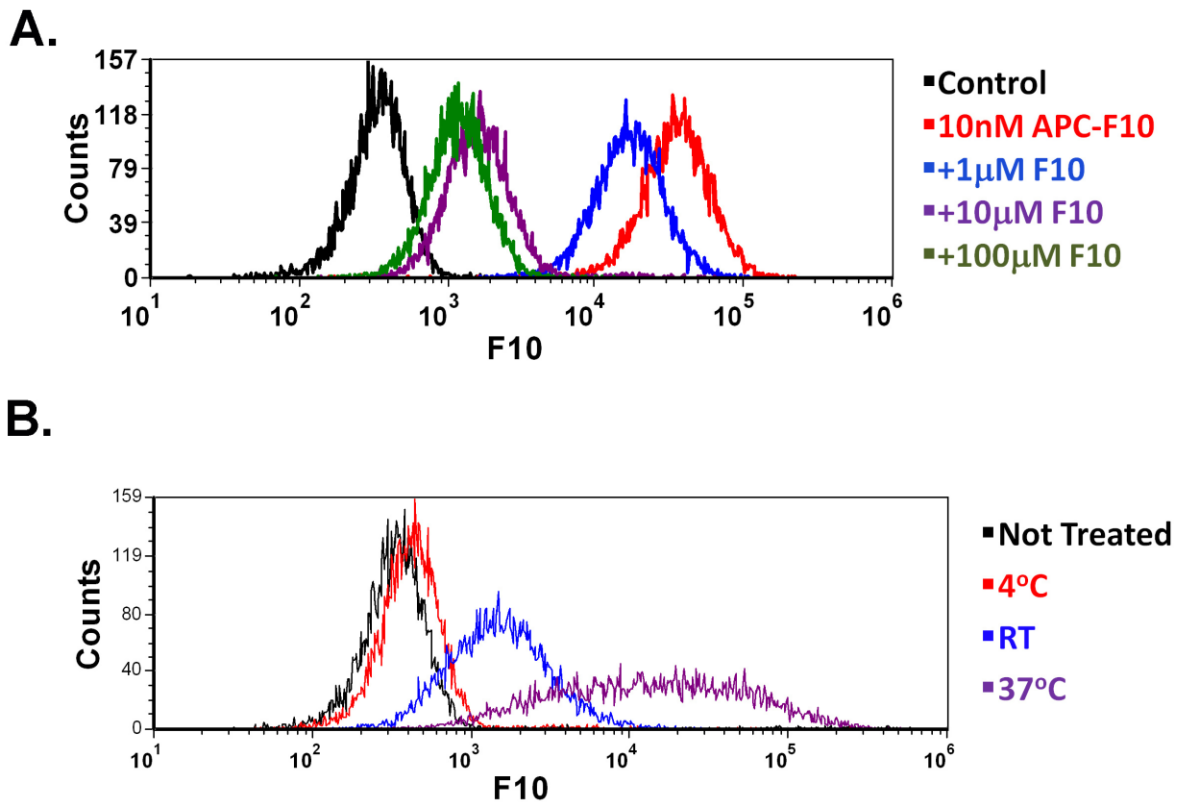 A.
157
118
79
39
0
Counts
10¹ 10² 10³ 10⁴ 10⁵ 10⁶
F10
■Control
■10nM APC-F10
■+1μM F10
■+10μM F10
■+100μM F10
B.
159
119
80
40
0
Counts
10¹ 10² 10³ 10⁴ 10⁵ 10⁶
F10
■Not Treated
■4°C
■RT
■37°C